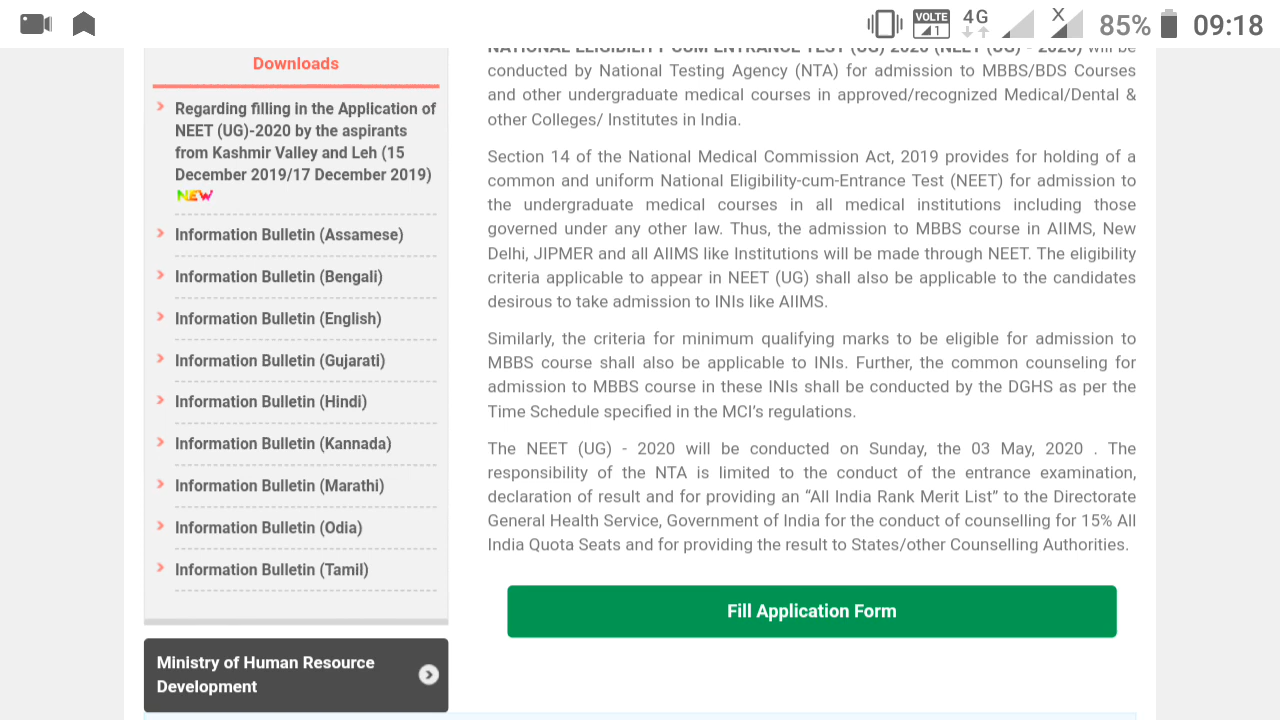 VOLTE
1
4G
X
85%
09:18
Downloads
Regarding filling in the Application of
NEET (UG)-2020 by the aspirants
from Kashmir Valley and Leh (15
December 2019/17 December 2019)
NEW
Information Bulletin (Assamese)
Information Bulletin (Bengali)
Information Bulletin (English)
Information Bulletin (Gujarati)
Information Bulletin (Hindi)
Information Bulletin (Kannada)
Information Bulletin (Marathi)
Information Bulletin (Odia)
Information Bulletin (Tamil)
Ministry of Human Resource
Development
NATIONAL ELIGIBILITY CUM ENTRANCE TEST (UG) 2020 (NEET (UG) - 2020) will be
conducted by National Testing Agency (NTA) for admission to MBBS/BDS Courses
and other undergraduate medical courses in approved/recognized Medical/Dental &
other Colleges/ Institutes in India.
Section 14 of the National Medical Commission Act, 2019 provides for holding of a
common and uniform National Eligibility-cum-Entrance Test (NEET) for admission to
the undergraduate medical courses in all medical institutions including those
governed under any other law. Thus, the admission to MBBS course in AIIMS, New
Delhi, JIPMER and all AIIMS like Institutions will be made through NEET. The eligibility
criteria applicable to appear in NEET (UG) shall also be applicable to the candidates
desirous to take admission to INIs like AIIMS.
Similarly, the criteria for minimum qualifying marks to be eligible for admission to
MBBS course shall also be applicable to INIs. Further, the common counseling for
admission to MBBS course in these INIs shall be conducted by the DGHS as per the
Time Schedule specified in the MCI’s regulations.
The NEET (UG) - 2020 will be conducted on Sunday, the 03 May, 2020 . The
responsibility of the NTA is limited to the conduct of the entrance examination,
declaration of result and for providing an “All India Rank Merit List” to the Directorate
General Health Service, Government of India for the conduct of counselling for 15% All
India Quota Seats and for providing the result to States/other Counselling Authorities.
Fill Application Form